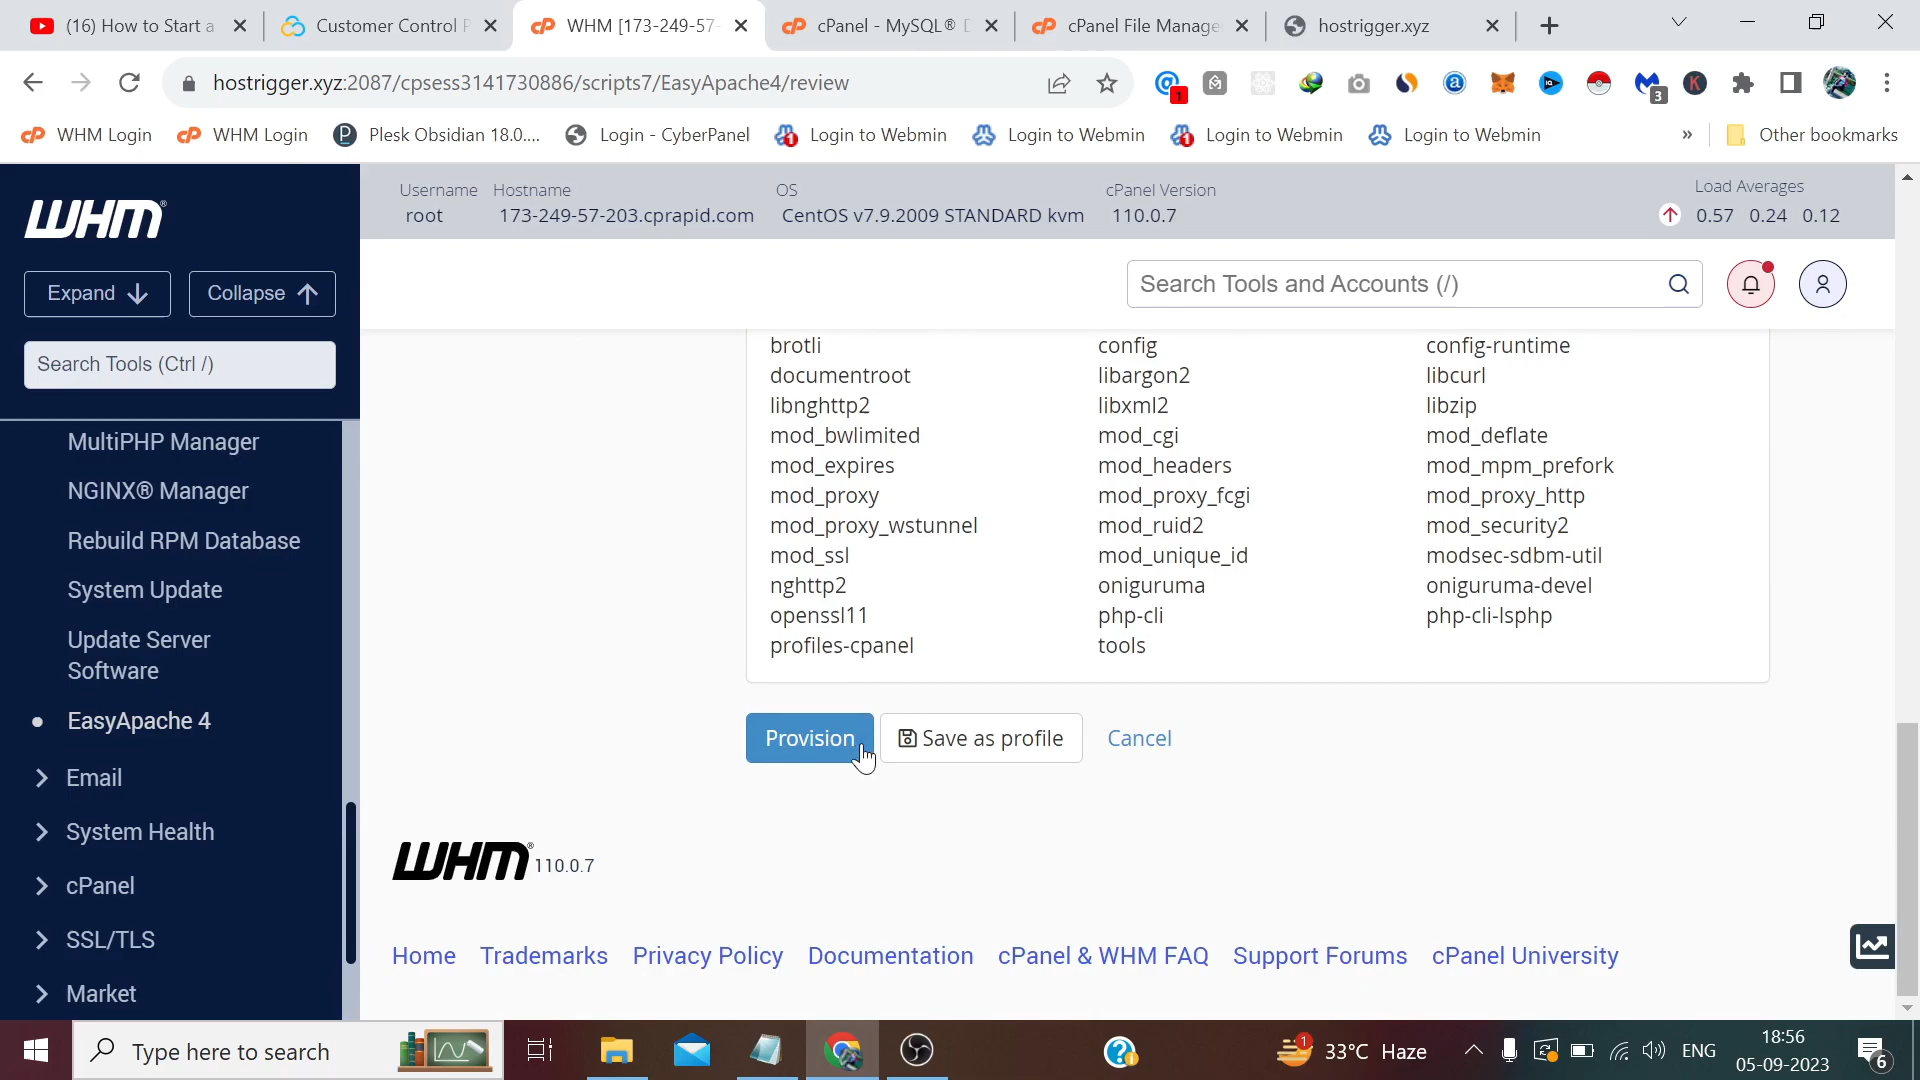 (16) How to Start a
Customer Control P
WHM [173-249-57-
cPanel - MySQL® D
cPanel File Manage
hostrigger.xyz
hostrigger.xyz:2087/cpsess3141730886/scripts7/EasyApache4/review
1
3
WHM Login
WHM Login
Plesk Obsidian 18.0....
Login - CyberPanel
Login to Webmin
Login to Webmin
Login to Webmin
Login to Webmin
»
Other bookmarks
WHM®
Username Hostname OS cPanel Version Load Averages
root 173-249-57-203.cprapid.com CentOS v7.9.2009 STANDARD kvm 110.0.7 0.57 0.24 0.12
Expand Collapse
Search Tools (Ctrl /)
Search Tools and Accounts (/)
MultiPHP Manager
NGINX® Manager
Rebuild RPM Database
System Update
Update Server
Software
EasyApache 4
Email
System Health
cPanel
SSL/TLS
Market
brotli config config-runtime
documentroot libargon2 libcurl
libnghttp2 libxml2 libzip
mod_bwlimited mod_cgi mod_deflate
mod_expires mod_headers mod_mpm_prefork
mod_proxy mod_proxy_fcgi mod_proxy_http
mod_proxy_wstunnel mod_ruid2 mod_security2
mod_ssl mod_unique_id modsec-sdbm-util
nghttp2 oniguruma oniguruma-devel
openssl11 php-cli php-cli-lsphp
profiles-cpanel tools
Provision Save as profile Cancel
WHM® 110.0.7
Home Trademarks Privacy Policy Documentation cPanel & WHM FAQ Support Forums cPanel University
Type here to search
1
33°C Haze
ENG
18:56
05-09-2023
6